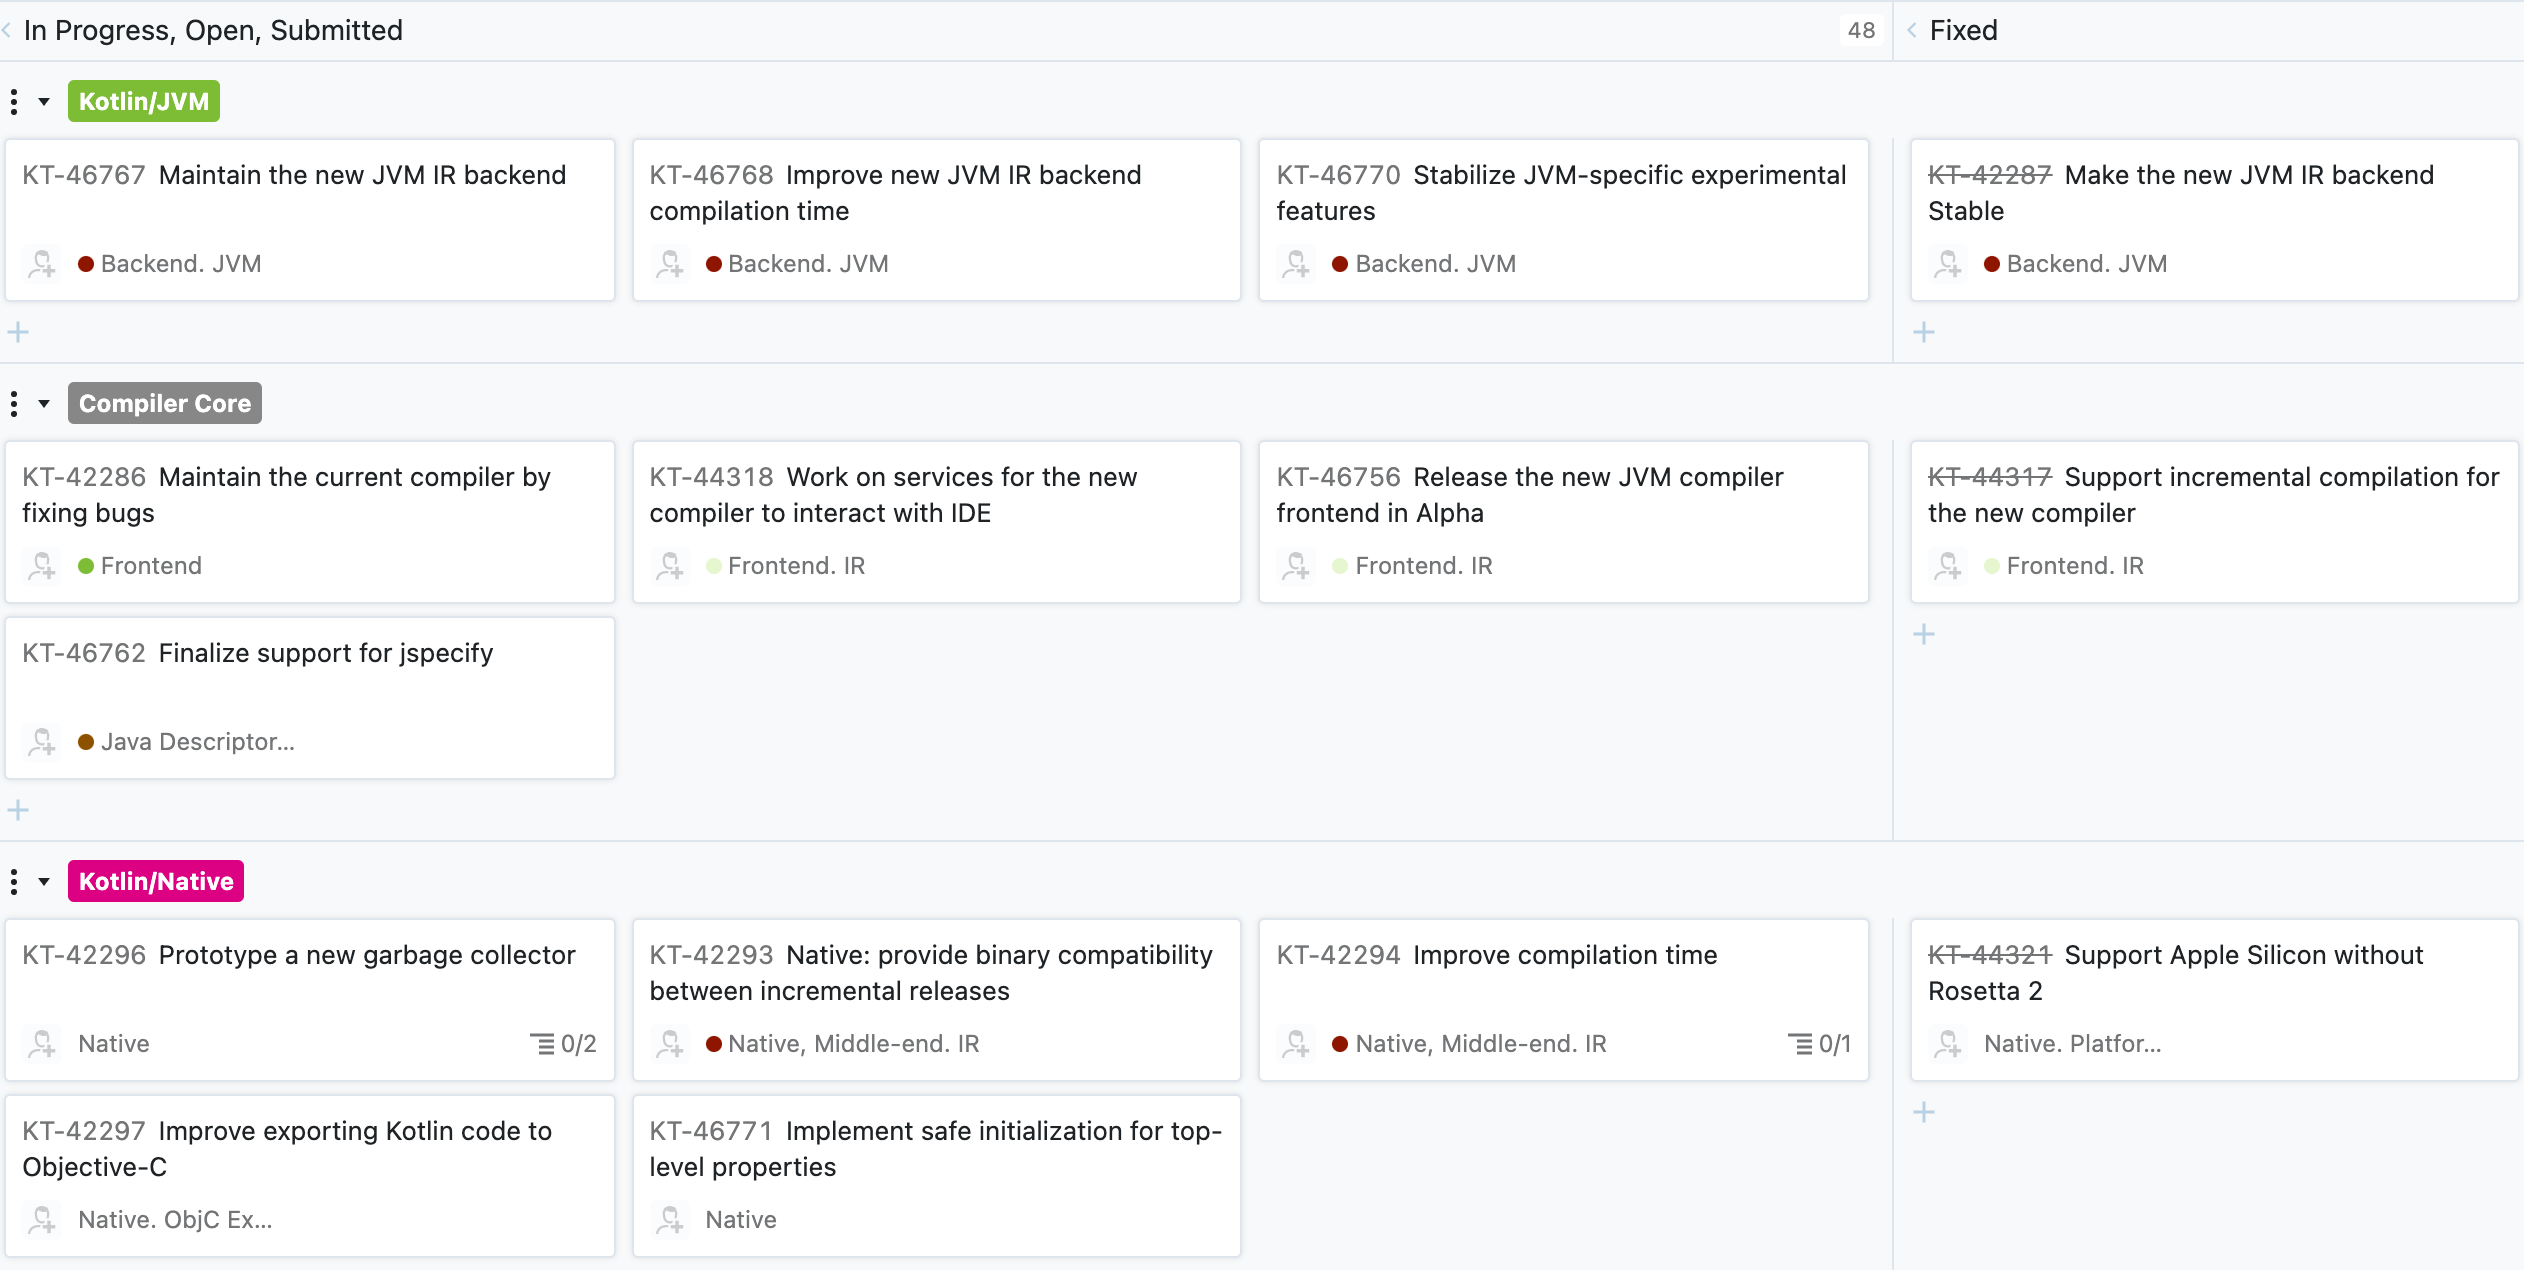 In Progress, Open, Submitted
48
Fixed
Kotlin/JVM
KT-46767 Maintain the new JVM IR backend
Backend. JVM
KT-46768 Improve new JVM IR backend
compilation time
Backend. JVM
KT-46770 Stabilize JVM-specific experimental
features
Backend. JVM
KT-42287 Make the new JVM IR backend
Stable
Backend. JVM
Compiler Core
KT-42286 Maintain the current compiler by
fixing bugs
Frontend
KT-44318 Work on services for the new
compiler to interact with IDE
Frontend. IR
KT-46756 Release the new JVM compiler
frontend in Alpha
Frontend. IR
KT-44317 Support incremental compilation for
the new compiler
Frontend. IR
KT-46762 Finalize support for jspecify
Java Descriptor...
Kotlin/Native
KT-42296 Prototype a new garbage collector
Native
0/2
KT-42293 Native: provide binary compatibility
between incremental releases
Native, Middle-end. IR
KT-42294 Improve compilation time
Native, Middle-end. IR
0/1
KT-44321 Support Apple Silicon without
Rosetta 2
Native. Platfor...
KT-42297 Improve exporting Kotlin code to
Objective-C
Native. ObjC Ex...
KT-46771 Implement safe initialization for top-
level properties
Native